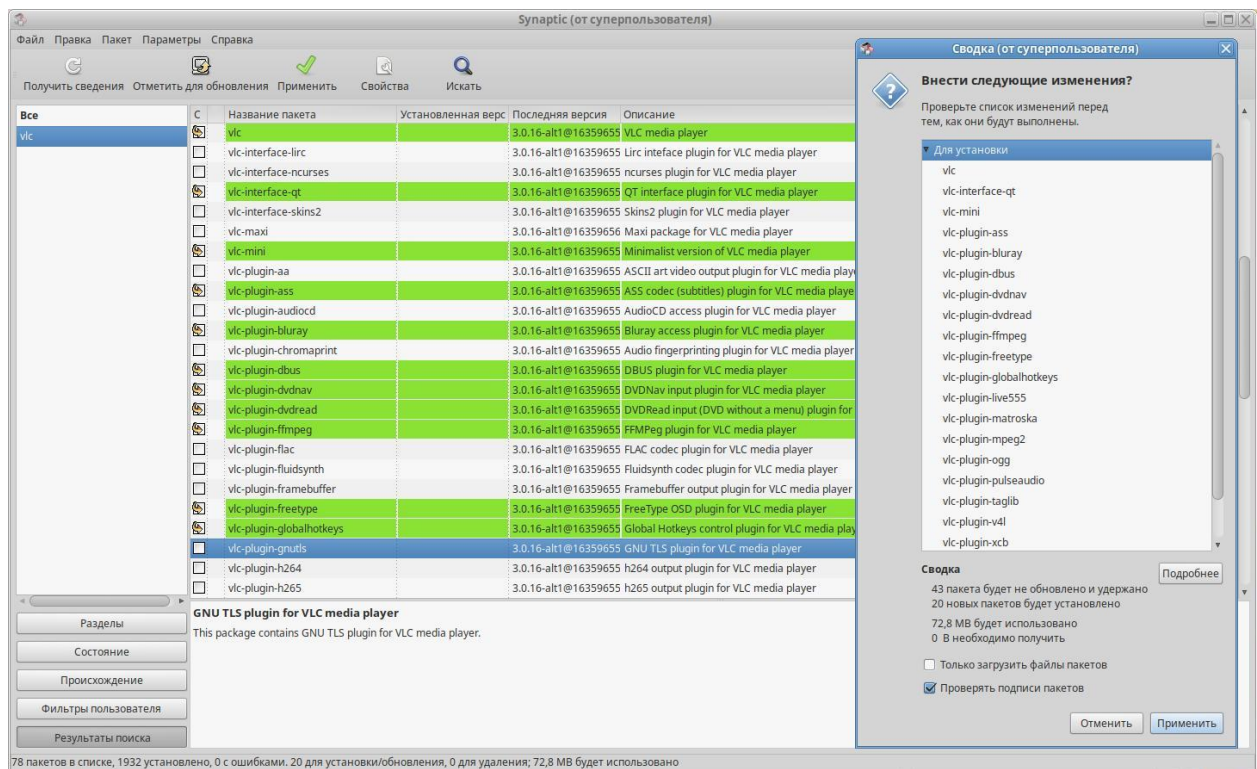 Synaptic (от суперпользователя)
Файл Правка Пакет Параметры Справка
Получить сведения Отметить для обновления Применить Свойства Искать
Все
vlc
С Название пакета Установленная верс Последняя версия Описание
vlc 3.0.16-alt1@16359655 VLC media player
vlc-interface-lirc 3.0.16-alt1@16359655 Lirc inteface plugin for VLC media player
vlc-interface-ncurses 3.0.16-alt1@16359655 ncurses plugin for VLC media player
vlc-interface-qt 3.0.16-alt1@16359655 QT interface plugin for VLC media player
vlc-interface-skins2 3.0.16-alt1@16359655 Skins2 plugin for VLC media player
vlc-maxi 3.0.16-alt1@16359656 Maxi package for VLC media player
vlc-mini 3.0.16-alt1@16359655 Minimalist version of VLC media player
vlc-plugin-aa 3.0.16-alt1@16359655 ASCII art video output plugin for VLC media playe
vlc-plugin-ass 3.0.16-alt1@16359655 ASS codec (subtitles) plugin for VLC media playe
vlc-plugin-audiocd 3.0.16-alt1@16359655 AudioCD access plugin for VLC media player
vlc-plugin-bluray 3.0.16-alt1@16359655 Bluray access plugin for VLC media player
vlc-plugin-chromaprint 3.0.16-alt1@16359655 Audio fingerprinting plugin for VLC media player
vlc-plugin-dbus 3.0.16-alt1@16359655 DBUS plugin for VLC media player
vlc-plugin-dvdnav 3.0.16-alt1@16359655 DVDNav input plugin for VLC media player
vlc-plugin-dvdread 3.0.16-alt1@16359655 DVDRead input (DVD without a menu) plugin for
vlc-plugin-ffmpeg 3.0.16-alt1@16359655 FFMPeg plugin for VLC media player
vlc-plugin-flac 3.0.16-alt1@16359655 FLAC codec plugin for VLC media player
vlc-plugin-fluidsynth 3.0.16-alt1@16359655 Fluidsynth codec plugin for VLC media player
vlc-plugin-framebuffer 3.0.16-alt1@16359655 Framebuffer output plugin for VLC media player
vlc-plugin-freetype 3.0.16-alt1@16359655 FreeType OSD plugin for VLC media player
vlc-plugin-globalhotkeys 3.0.16-alt1@16359655 Global Hotkeys control plugin for VLC media play
vlc-plugin-gnutls 3.0.16-alt1@16359655 GNU TLS plugin for VLC media player
vlc-plugin-h264 3.0.16-alt1@16359655 h264 output plugin for VLC media player
vlc-plugin-h265 3.0.16-alt1@16359655 h265 output plugin for VLC media player
Разделы
Состояние
Происхождение
Фильтры пользователя
Результаты поиска
GNU TLS plugin for VLC media player
This package contains GNU TLS plugin for VLC media player.
Сводка (от суперпользователя)
Внести следующие изменения?
Проверьте список изменений перед
тем, как они будут выполнены.
Для установки
vlc
vlc-interface-qt
vlc-mini
vlc-plugin-ass
vlc-plugin-bluray
vlc-plugin-dbus
vlc-plugin-dvdnav
vlc-plugin-dvdread
vlc-plugin-ffmpeg
vlc-plugin-freetype
vlc-plugin-globalhotkeys
vlc-plugin-live555
vlc-plugin-matroska
vlc-plugin-mpeg2
vlc-plugin-ogg
vlc-plugin-pulseaudio
vlc-plugin-taglib
vlc-plugin-v4l
vlc-plugin-xcb
Сводка
Подробнее
43 пакета будет не обновлено и удержано
20 новых пакетов будет установлено
72,8 MB будет использовано
0 B необходимо получить
Только загрузить файлы пакетов
Проверять подписи пакетов
Отменить Применить
78 пакетов в списке, 1932 установлено, 0 с ошибками. 20 для установки/обновления, 0 для удаления; 72,8 MB будет использовано